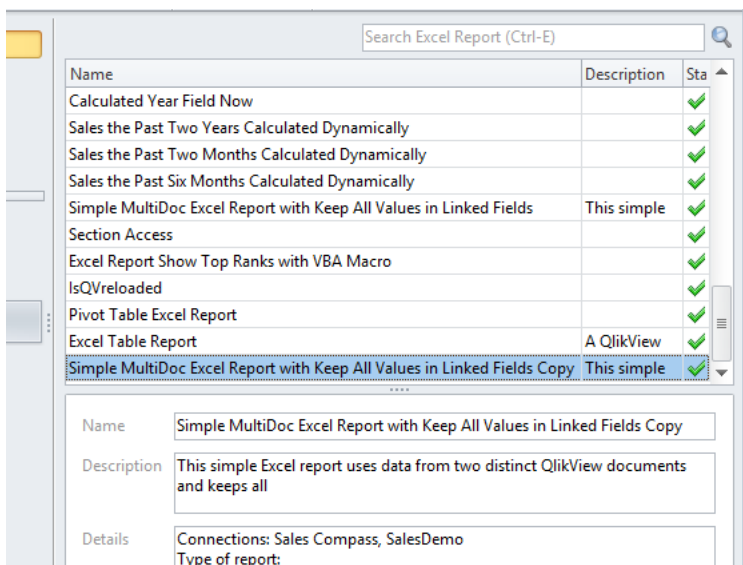 Search Excel Report (Ctrl-E)
Name Description Sta
Calculated Year Field Now
Sales the Past Two Years Calculated Dynamically
Sales the Past Two Months Calculated Dynamically
Sales the Past Six Months Calculated Dynamically
Simple MultiDoc Excel Report with Keep All Values in Linked Fields This simple
Section Access
Excel Report Show Top Ranks with VBA Macro
IsQVreloaded
Pivot Table Excel Report
Excel Table Report A QlikView
Simple MultiDoc Excel Report with Keep All Values in Linked Fields Copy This simple
Name Simple MultiDoc Excel Report with Keep All Values in Linked Fields Copy
Description This simple Excel report uses data from two distinct QlikView documents
and keeps all
Details Connections: Sales Compass, SalesDemo
Type of report: